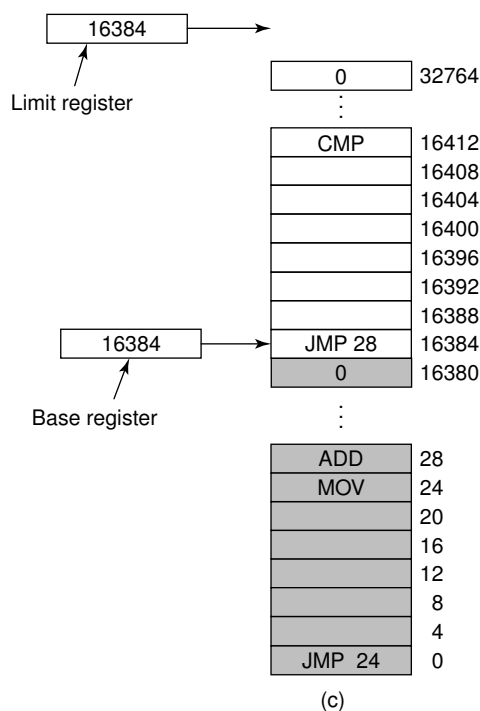 16384
Limit register
0 32764
CMP 16412
16408
16404
16400
16396
16392
16388
16384 JMP 28 16384
0 16380
Base register
ADD 28
MOV 24
20
16
12
8
4
JMP 24 0
(c)